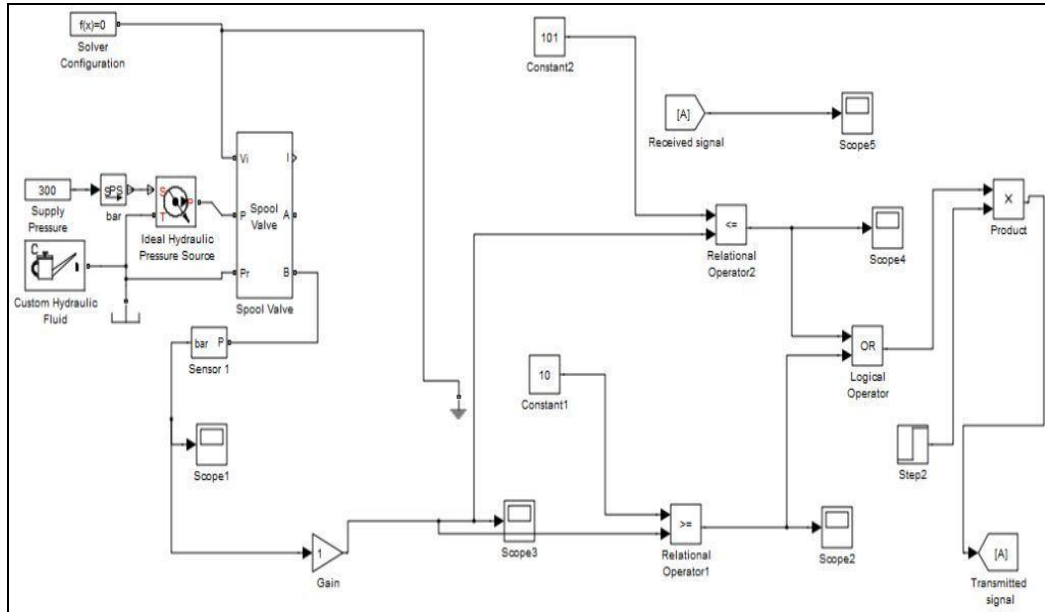 f(x)=0
Solver
Configuration
101
Constant2
[A]
Received signal
Scope5
300
Supply
Pressure
S PS
bar
S
P
T
Ideal Hydraulic
Pressure Source
Vi
I
P
Spool
Valve
A
Pr
B
Spool Valve
C
Custom Hydraulic
Fluid
bar P
Sensor 1
<=
Relational
Operator2
Scope4
X
Product
10
Constant1
OR
Logical
Operator
Scope1
Step2
1
Gain
Scope3
>=
Relational
Operator1
Scope2
[A]
Transmitted
signal